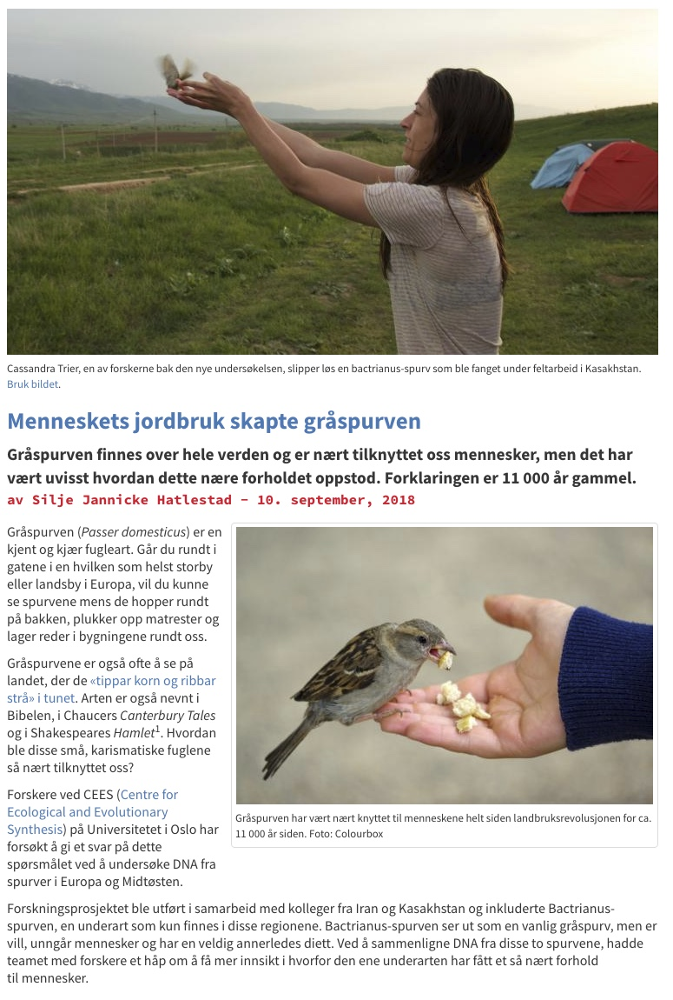 Cassandra Trier, en av forskerne bak den nye undersøkelsen, slipper løs en bactrianus-spurv som ble fanget under feltarbeid i Kasakhstan.
Bruk bildet.
Menneskets jordbruk skapte gråspurven
Gråspurven finnes over hele verden og er nært tilknyttet oss mennesker, men det har
vært uvisst hvordan dette nære forholdet oppstod. Forklaringen er 11 000 år gammel.
av Silje Jannicke Hatlestad - 10. september, 2018
Gråspurven (Passer domesticus) er en
kjent og kjær fugleart. Går du rundt i
gatene i en hvilken som helst storby
eller landsby i Europa, vil du kunne
se spurvene mens de hopper rundt
på bakken, plukker opp matrester og
lager reder i bygningene rundt oss.
Gråspurvene er også ofte å se på
landet, der de «tippar korn og ribbar
strå» i tunet. Arten er også nevnt i
Bibelen, i Chaucers Canterbury Tales
og i Shakespeares Hamlet¹. Hvordan
ble disse små, karismatiske fuglene
så nært tilknyttet oss?
Forskere ved CEES (Centre for
Ecological and Evolutionary
Synthesis) på Universitetet i Oslo har
forsøkt å gi et svar på dette
spørsmålet ved å undersøke DNA fra
spurver i Europa og Midtøsten.
Gråspurven har vært nært knyttet til menneskene helt siden landbruksrevolusjonen for ca.
11 000 år siden. Foto: Colourbox
Forskningsprosjektet ble utført i samarbeid med kolleger fra Iran og Kasakhstan og inkluderte Bactrianus-
spurven, en underart som kun finnes i disse regionene. Bactrianus-spurven ser ut som en vanlig gråspurv, men er
vill, unngår mennesker og har en veldig annerledes diett. Ved å sammenligne DNA fra disse to spurvene, hadde
teamet med forskere et håp om å få mer innsikt i hvorfor den ene underarten har fått et så nært forhold
til mennesker.